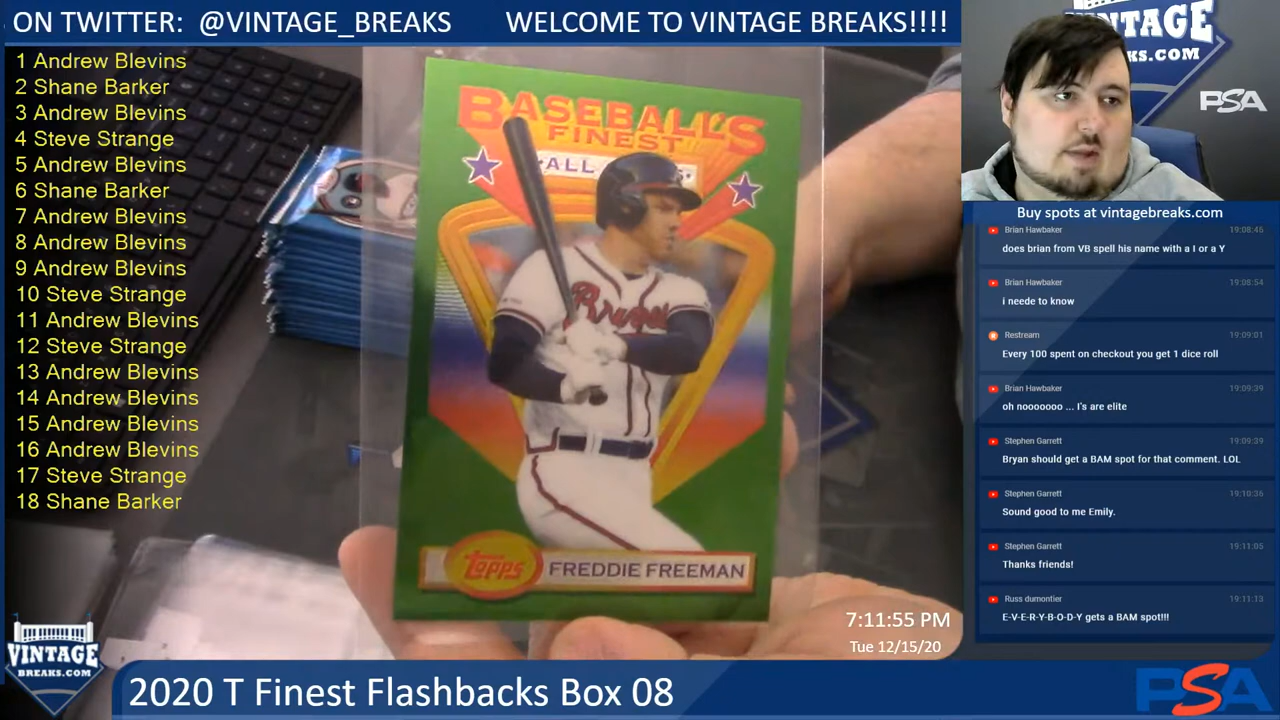 ON TWITTER: @VINTAGE_BREAKS WELCOME TO VINTAGE BREAKS!!!!
1 Andrew Blevins
2 Shane Barker
3 Andrew Blevins
4 Steve Strange
5 Andrew Blevins
6 Shane Barker
7 Andrew Blevins
8 Andrew Blevins
9 Andrew Blevins
10 Steve Strange
11 Andrew Blevins
12 Steve Strange
13 Andrew Blevins
14 Andrew Blevins
15 Andrew Blevins
16 Andrew Blevins
17 Steve Strange
18 Shane Barker
BASEBALL'S
FINEST
ALL
Braves
Topps
FREDDIE FREEMAN
VINTAGE
KS.COM
PSA
Buy spots at vintagebreaks.com
Brian Hawbaker 19:08:45
does brian from VB spell his name with a I or a Y
Brian Hawbaker 19:08:54
i neede to know
Restream 19:09:01
Every 100 spent on checkout you get 1 dice roll
Brian Hawbaker 19:09:39
oh nooooooo ... I's are elite
Stephen Garrett 19:09:39
Bryan should get a BAM spot for that comment. LOL
Stephen Garrett 19:10:36
Sound good to me Emily.
Stephen Garrett 19:11:05
Thanks friends!
Russ dumontier 19:11:13
E-V-E-R-Y-B-O-D-Y gets a BAM spot!!!
7:11:55 PM
Tue 12/15/20
VINTAGE
BREAKS.COM
2020 T Finest Flashbacks Box 08
PSA